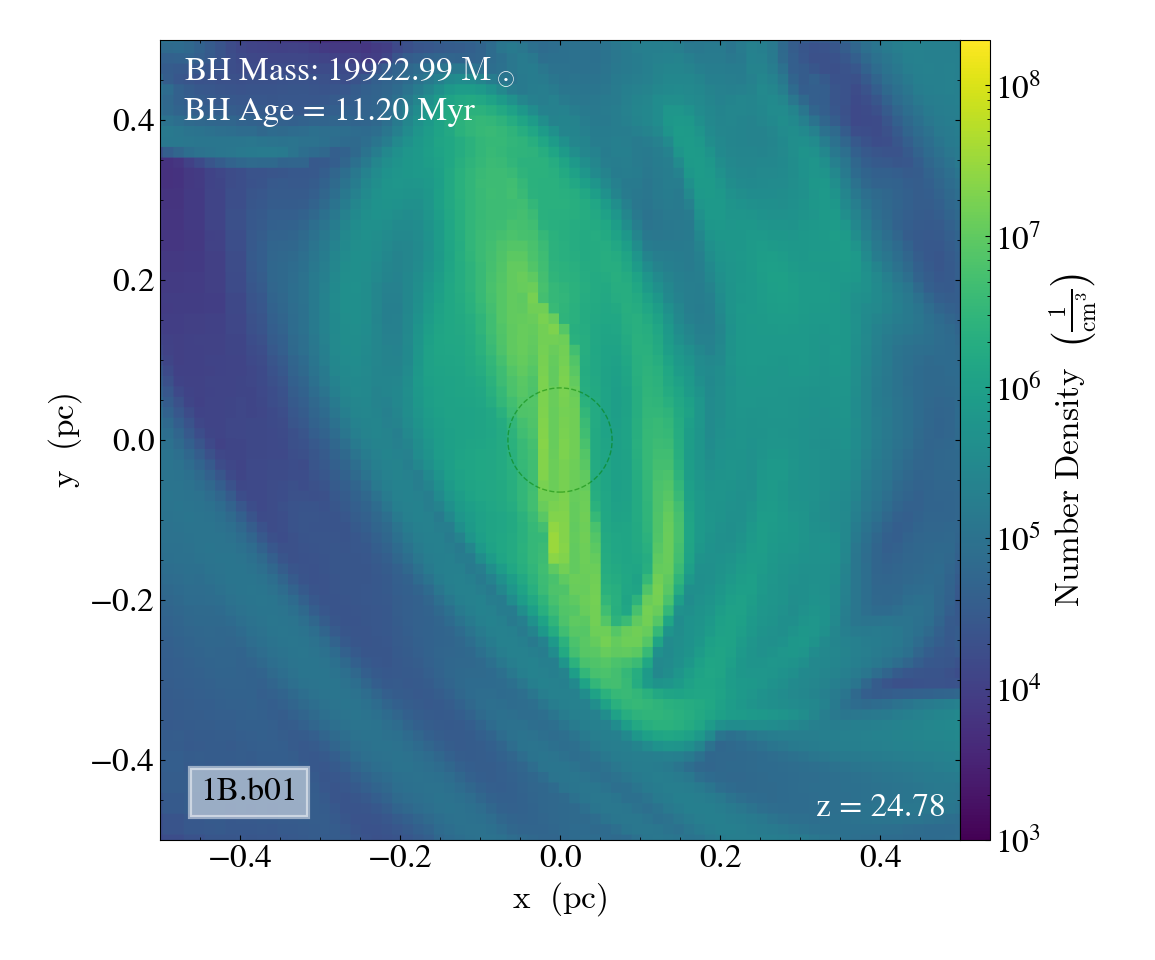 BH Mass: 19922.99 M⊙
BH Age = 11.20 Myr
0.4
0.2
0.0
−0.2
−0.4
y (pc)
1B.b01
z = 24.78
−0.4 −0.2 0.0 0.2 0.4
x (pc)
10⁸
10⁷
10⁶
10⁵
10⁴
10³
Number Density (1/cm³)